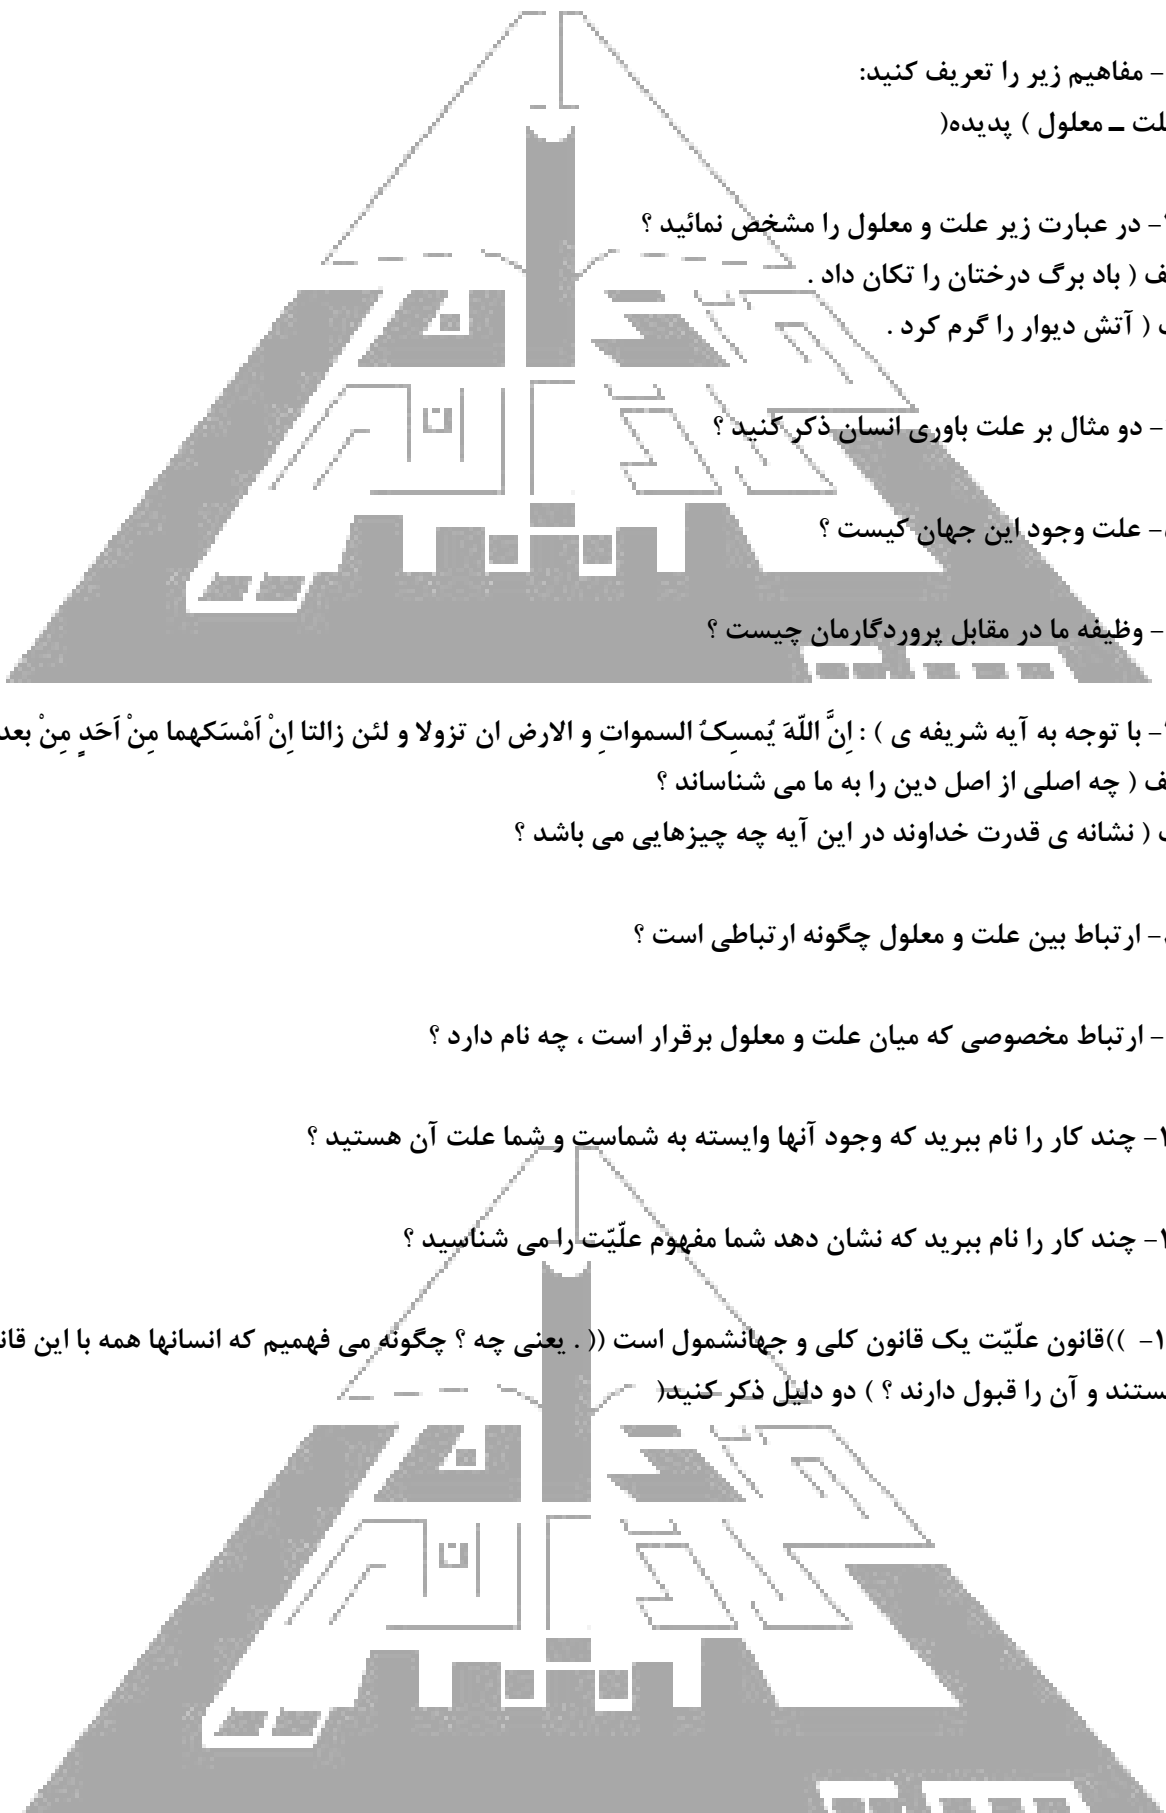 - مفاهیم زیر را تعریف کنید:
لت ـ معلول ) پدیده(
- در عبارت زیر علت و معلول را مشخص نمائید ؟
ف ( باد برگ درختان را تکان داد .
( آتش دیوار را گرم کرد .
- دو مثال بر علت باوری انسان ذکر کنید ؟
- علت وجود این جهان کیست ؟
- وظیفه ما در مقابل پروردگارمان چیست ؟
- با توجه به آیه شریفه ی ) : اِنَّ اللّهَ یُمسِکُ السمواتِ و الارض ان تزولا و لئن زالتا اِنْ اَمْسَکهما مِنْ اَحَدٍ مِنْ بعد
ف ( چه اصلی از اصل دین را به ما می شناساند ؟
( نشانه ی قدرت خداوند در این آیه چه چیزهایی می باشد ؟
- ارتباط بین علت و معلول چگونه ارتباطی است ؟
- ارتباط مخصوصی که میان علت و معلول برقرار است ، چه نام دارد ؟
- چند کار را نام ببرید که وجود آنها وابسته به شماست و شما علت آن هستید ؟
- چند کار را نام ببرید که نشان دهد شما مفهوم علّیّت را می شناسید ؟
۱- ))قانون علّیّت یک قانون کلی و جهانشمول است (( . یعنی چه ؟ چگونه می فهمیم که انسانها همه با این قان
ستند و آن را قبول دارند ؟ ) دو دلیل ذکر کنید(